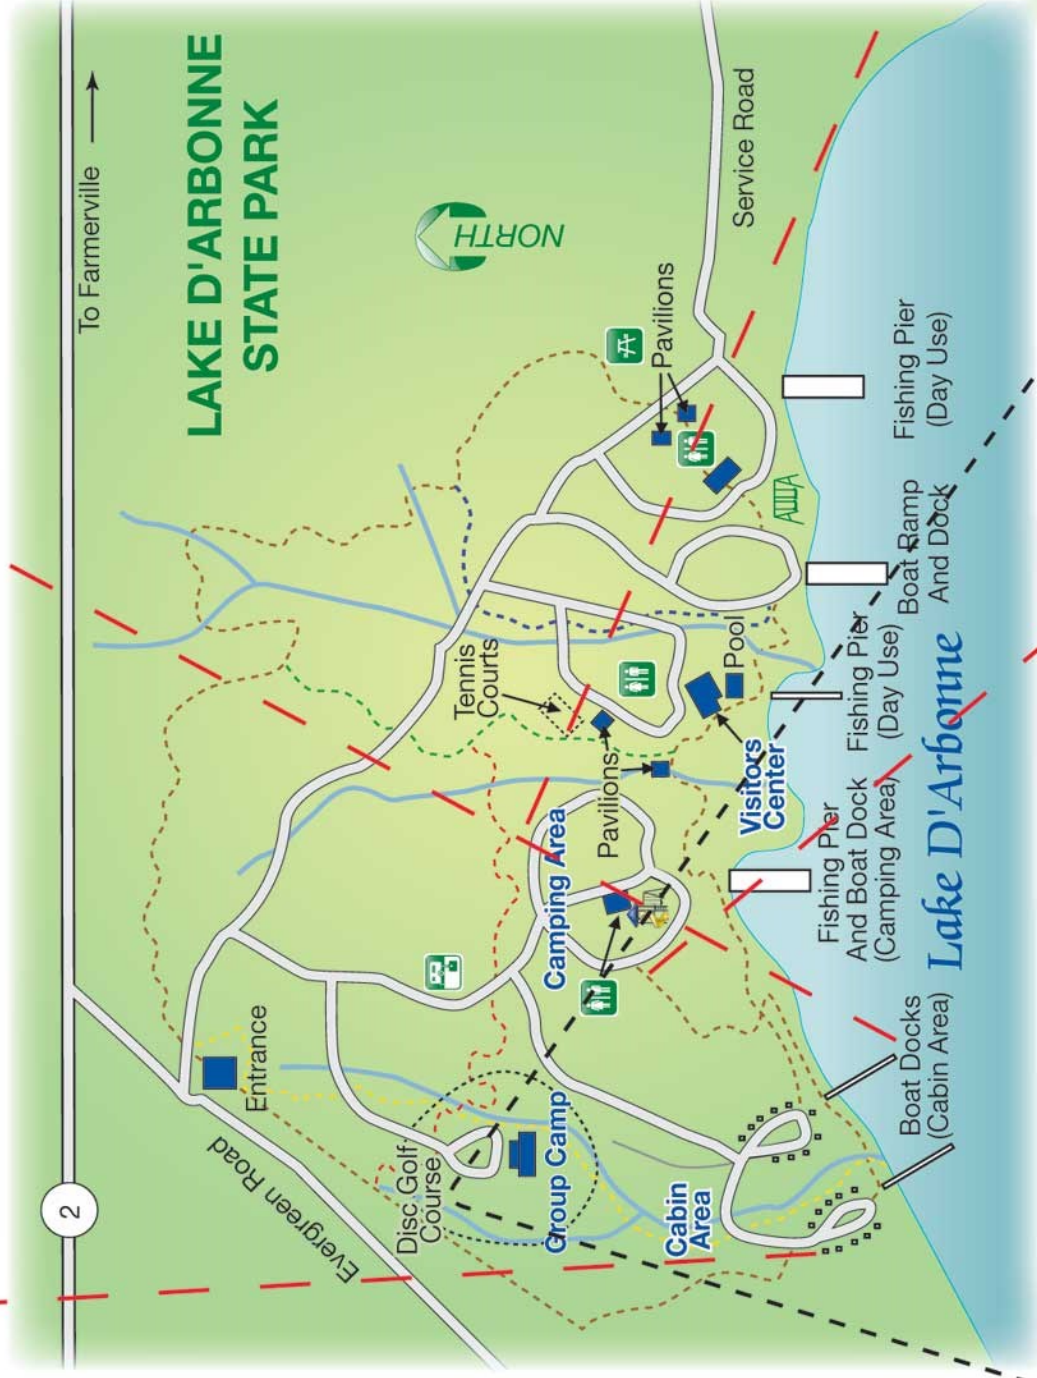 LAKE D'ARBONNE
STATE PARK
To Farmerville
2
NORTH
Evergreen Road
Entrance
Service Road
Disc Golf
Course
Group Camp
Camping Area
Tennis
Courts
Pavilions
Pavilions
Cabin
Area
Visitors
Center
Pool
Boat Docks
(Cabin Area)
Fishing Pier
And Boat Dock
(Camping Area)
Fishing Pier
(Day Use)
Boat Ramp
And Dock
Fishing Pier
(Day Use)
Lake D'Arbonne